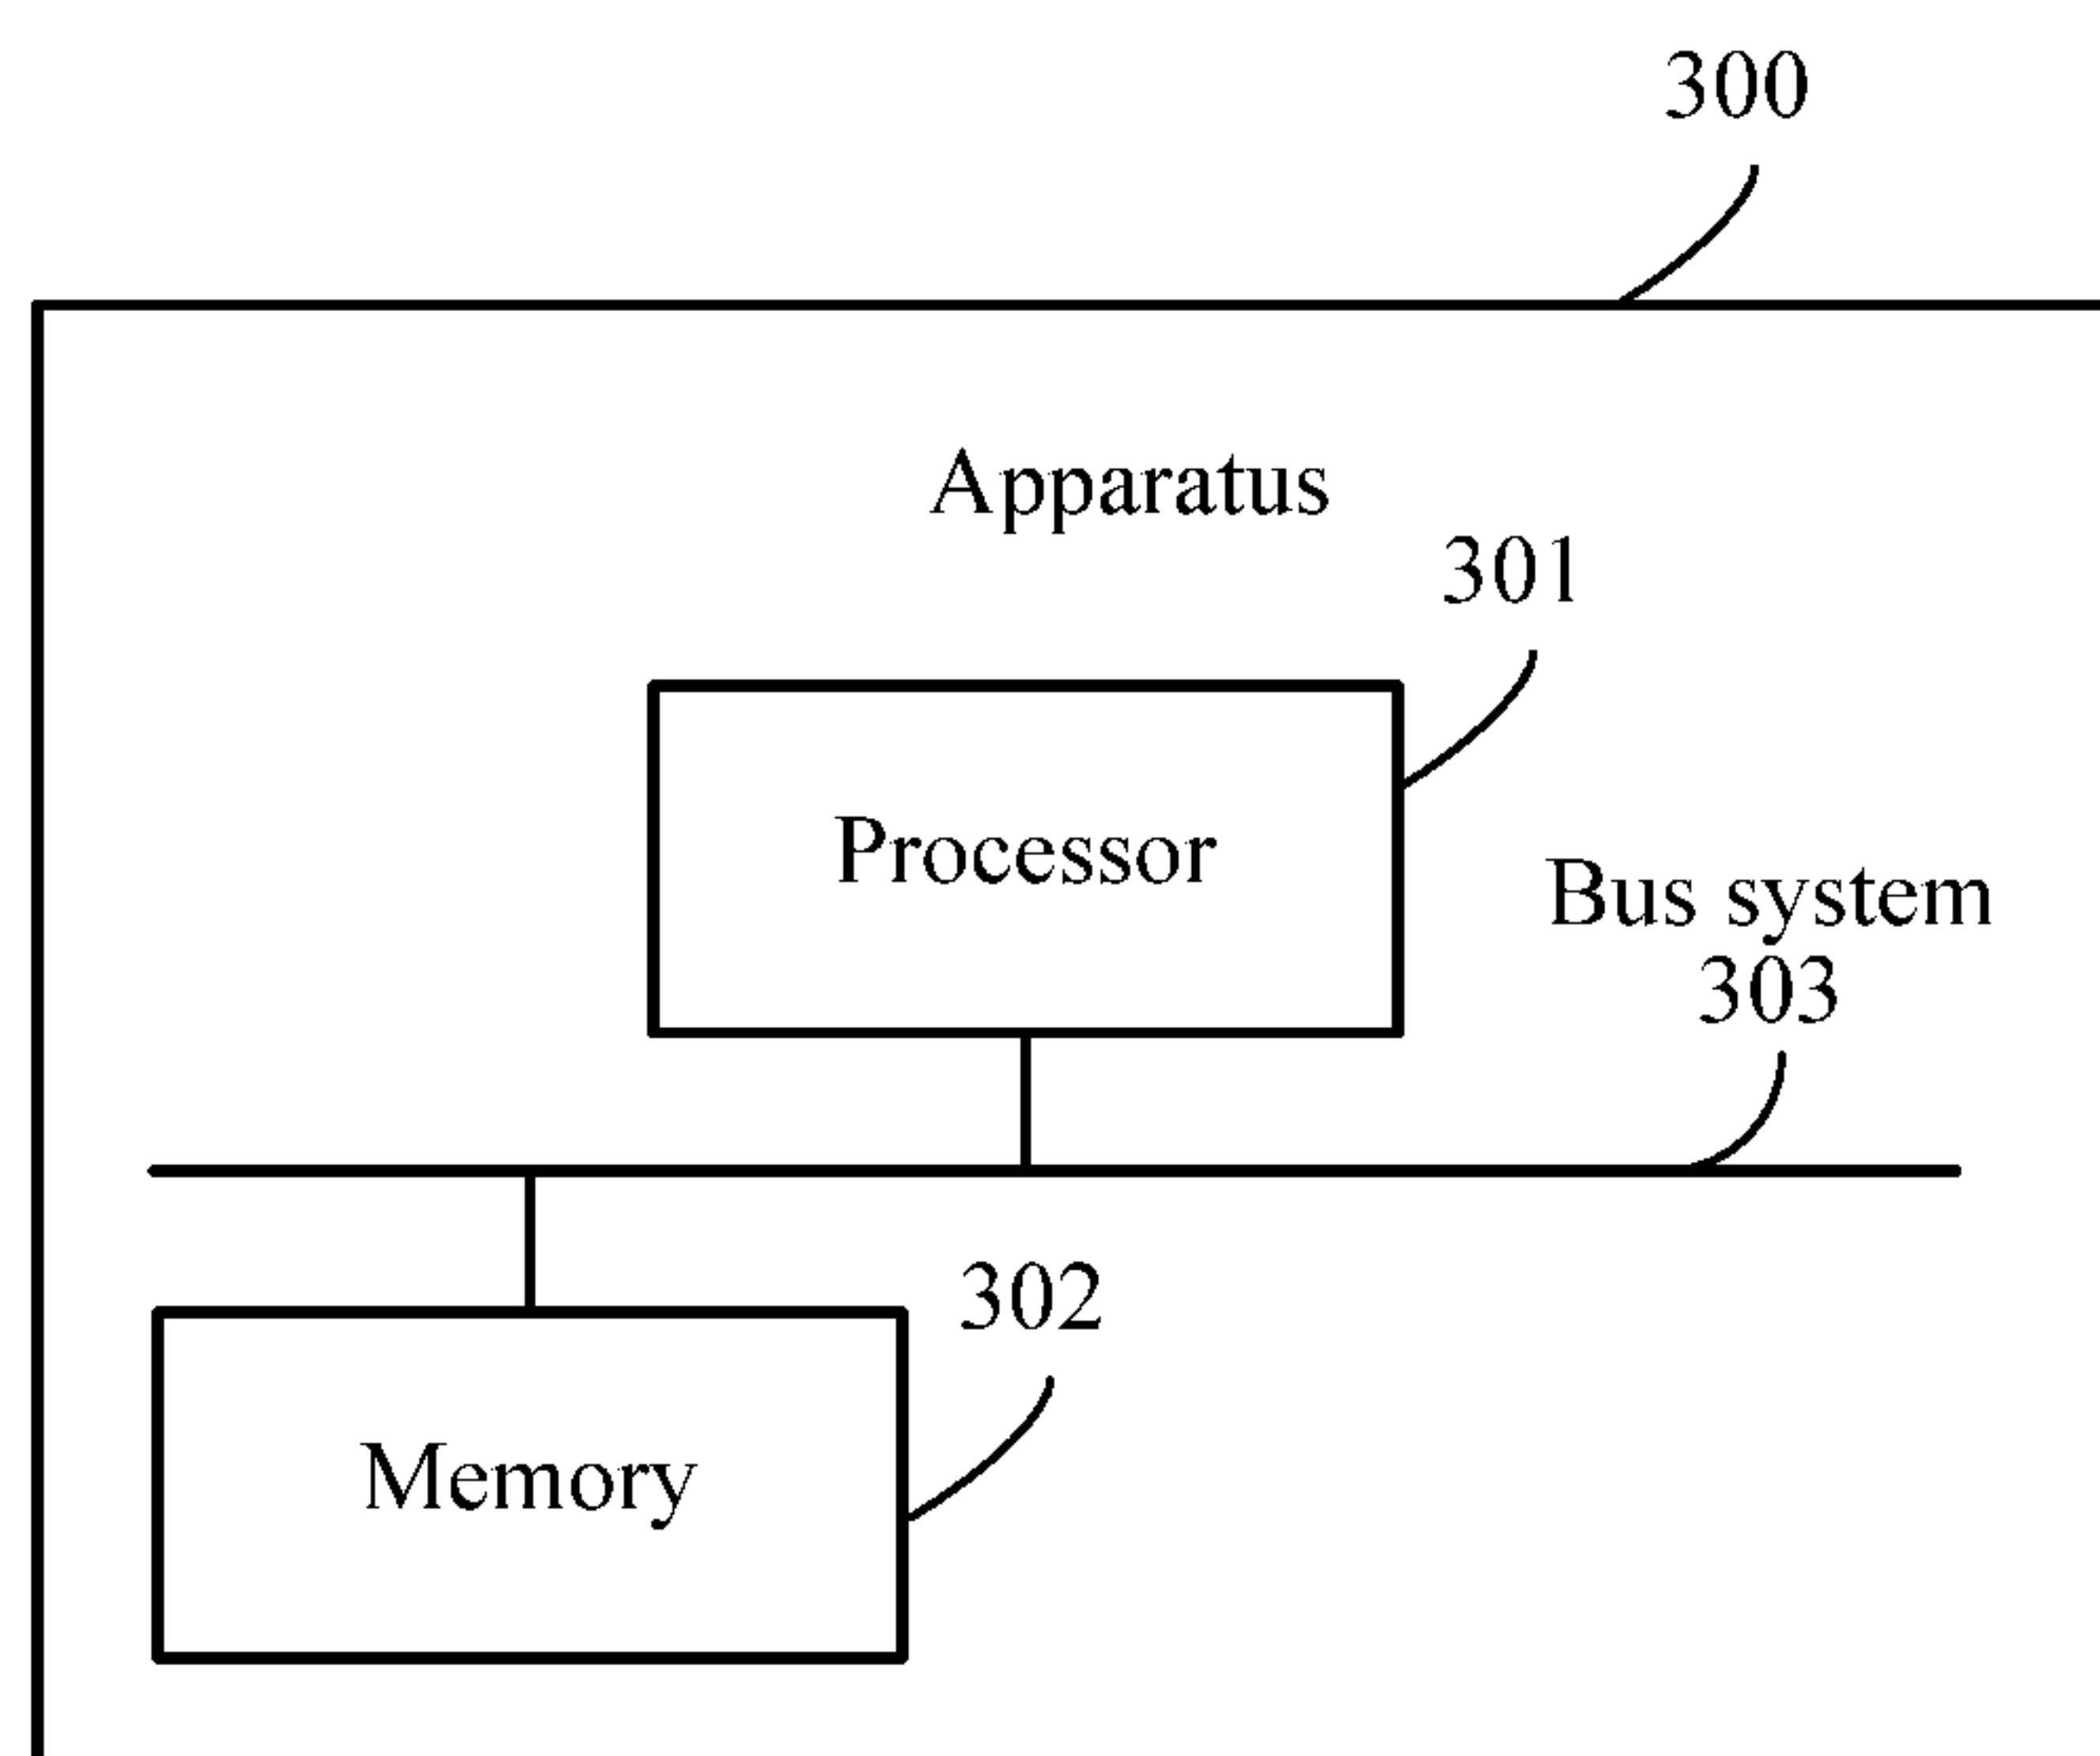 300
Apparatus
301
Processor
Bus system
303
302
Memory